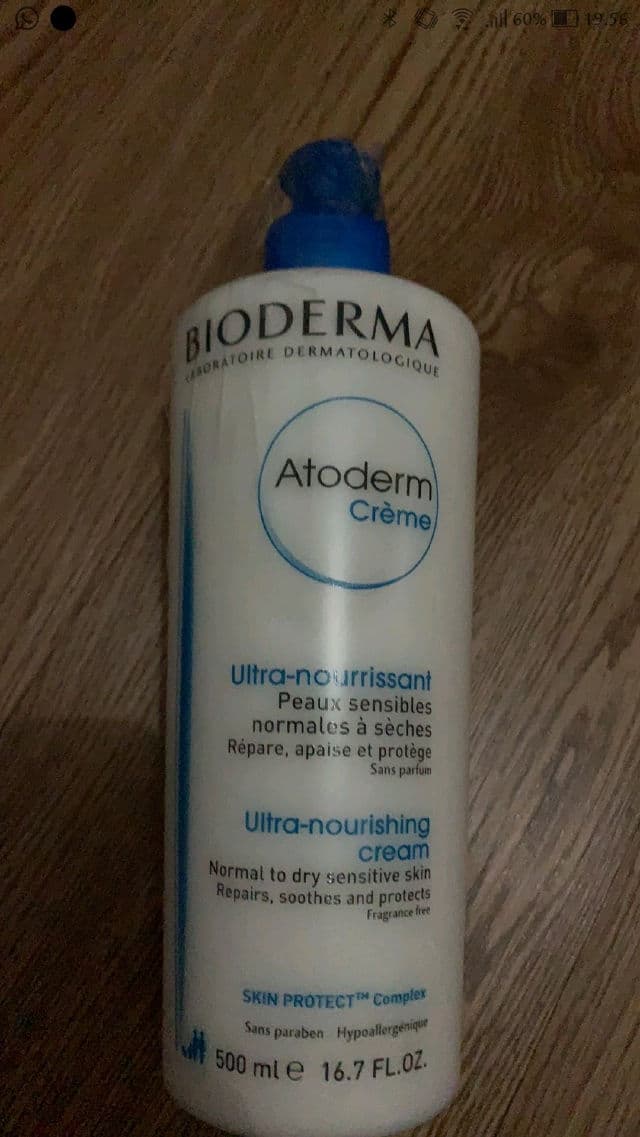 60% 19:56
BIODERMA
LABORATOIRE DERMATOLOGIQUE
Atoderm
Crème
Ultra-nourrissant
Peaux sensibles
normales à sèches
Répare, apaise et protège
Sans parfum
Ultra-nourishing
cream
Normal to dry sensitive skin
Repairs, soothes and protects
Fragrance free
SKIN PROTECT™ Complex
Sans paraben Hypoallergénique
500 ml e 16.7 FL.OZ.